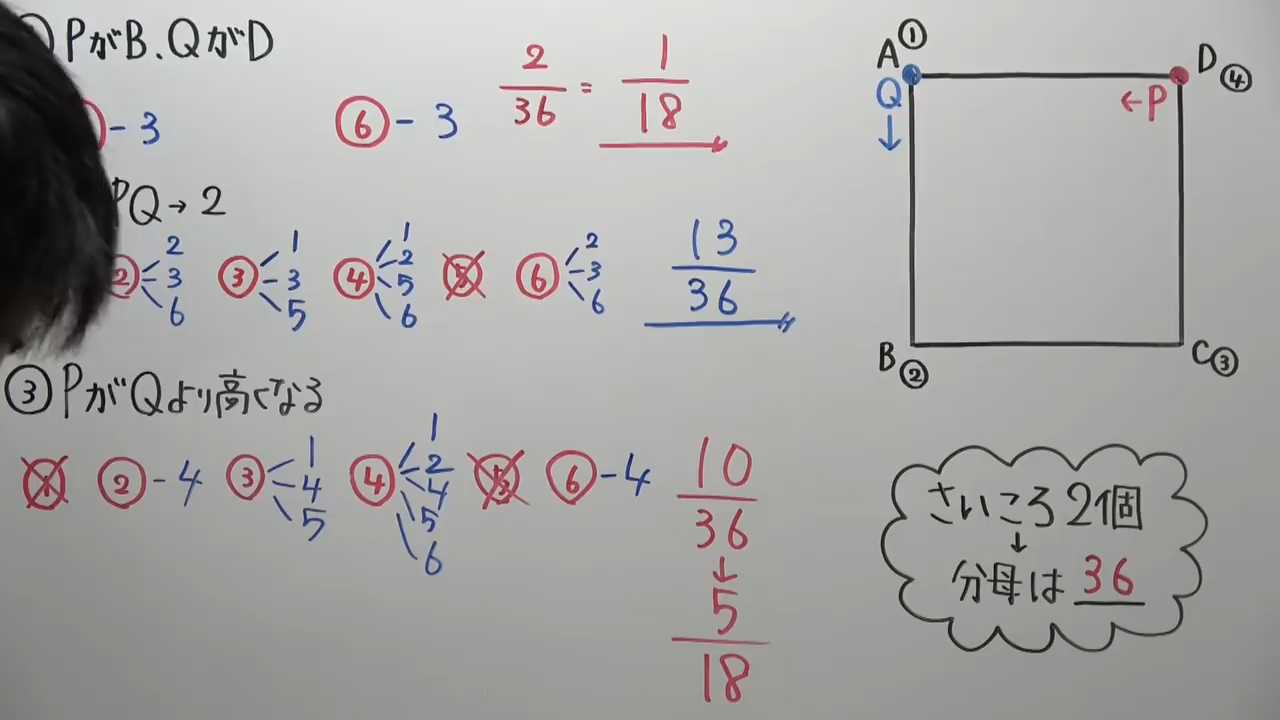 PがB、QがD
- 3
⑥ - 3
2/36 = 1/18
PQ → 2
② 2 3 6
③ 1 3 5
④ 1 2 5 6
⑥ 2 3 6
13/36
③ PがQより高くなる
② - 4
③ 1 4 5
④ 1 2 4 5 6
⑥ - 4
10/36
↓
5/18
A ①
Q
↓
D ④
←P
B ②
C ③
さいころ2個
↓
分母は 36